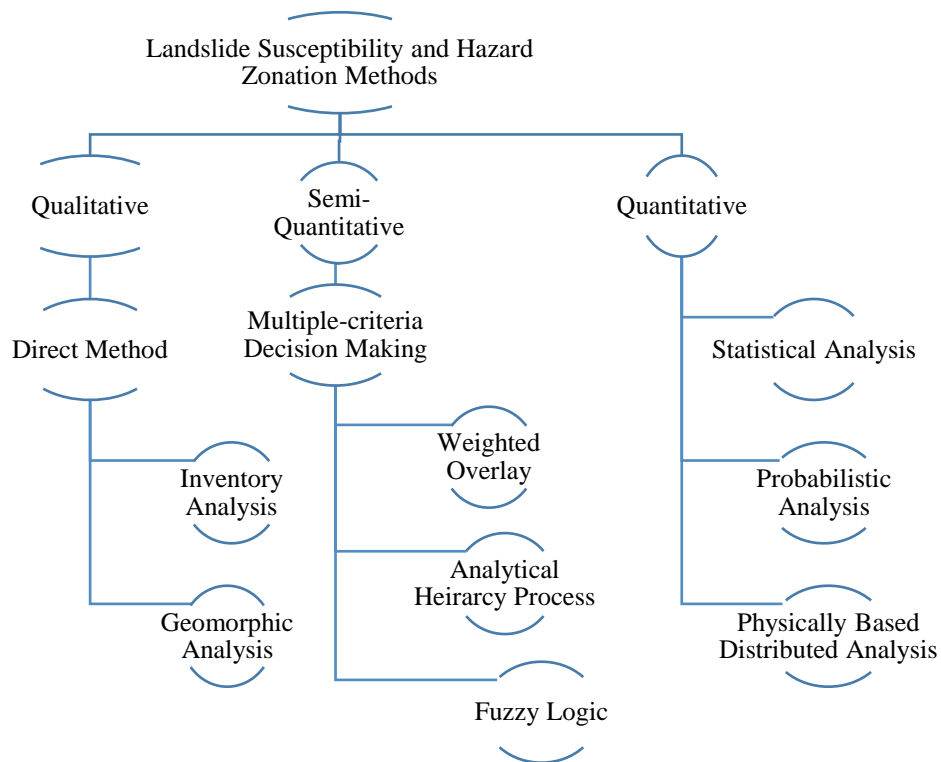 Landslide Susceptibility and Hazard
Zonation Methods
Qualitative
Semi-
Quantitative
Quantitative
Direct Method
Multiple-criteria
Decision Making
Statistical Analysis
Inventory
Analysis
Weighted
Overlay
Probabilistic
Analysis
Geomorphic
Analysis
Analytical
Heirarcy Process
Physically Based
Distributed Analysis
Fuzzy Logic